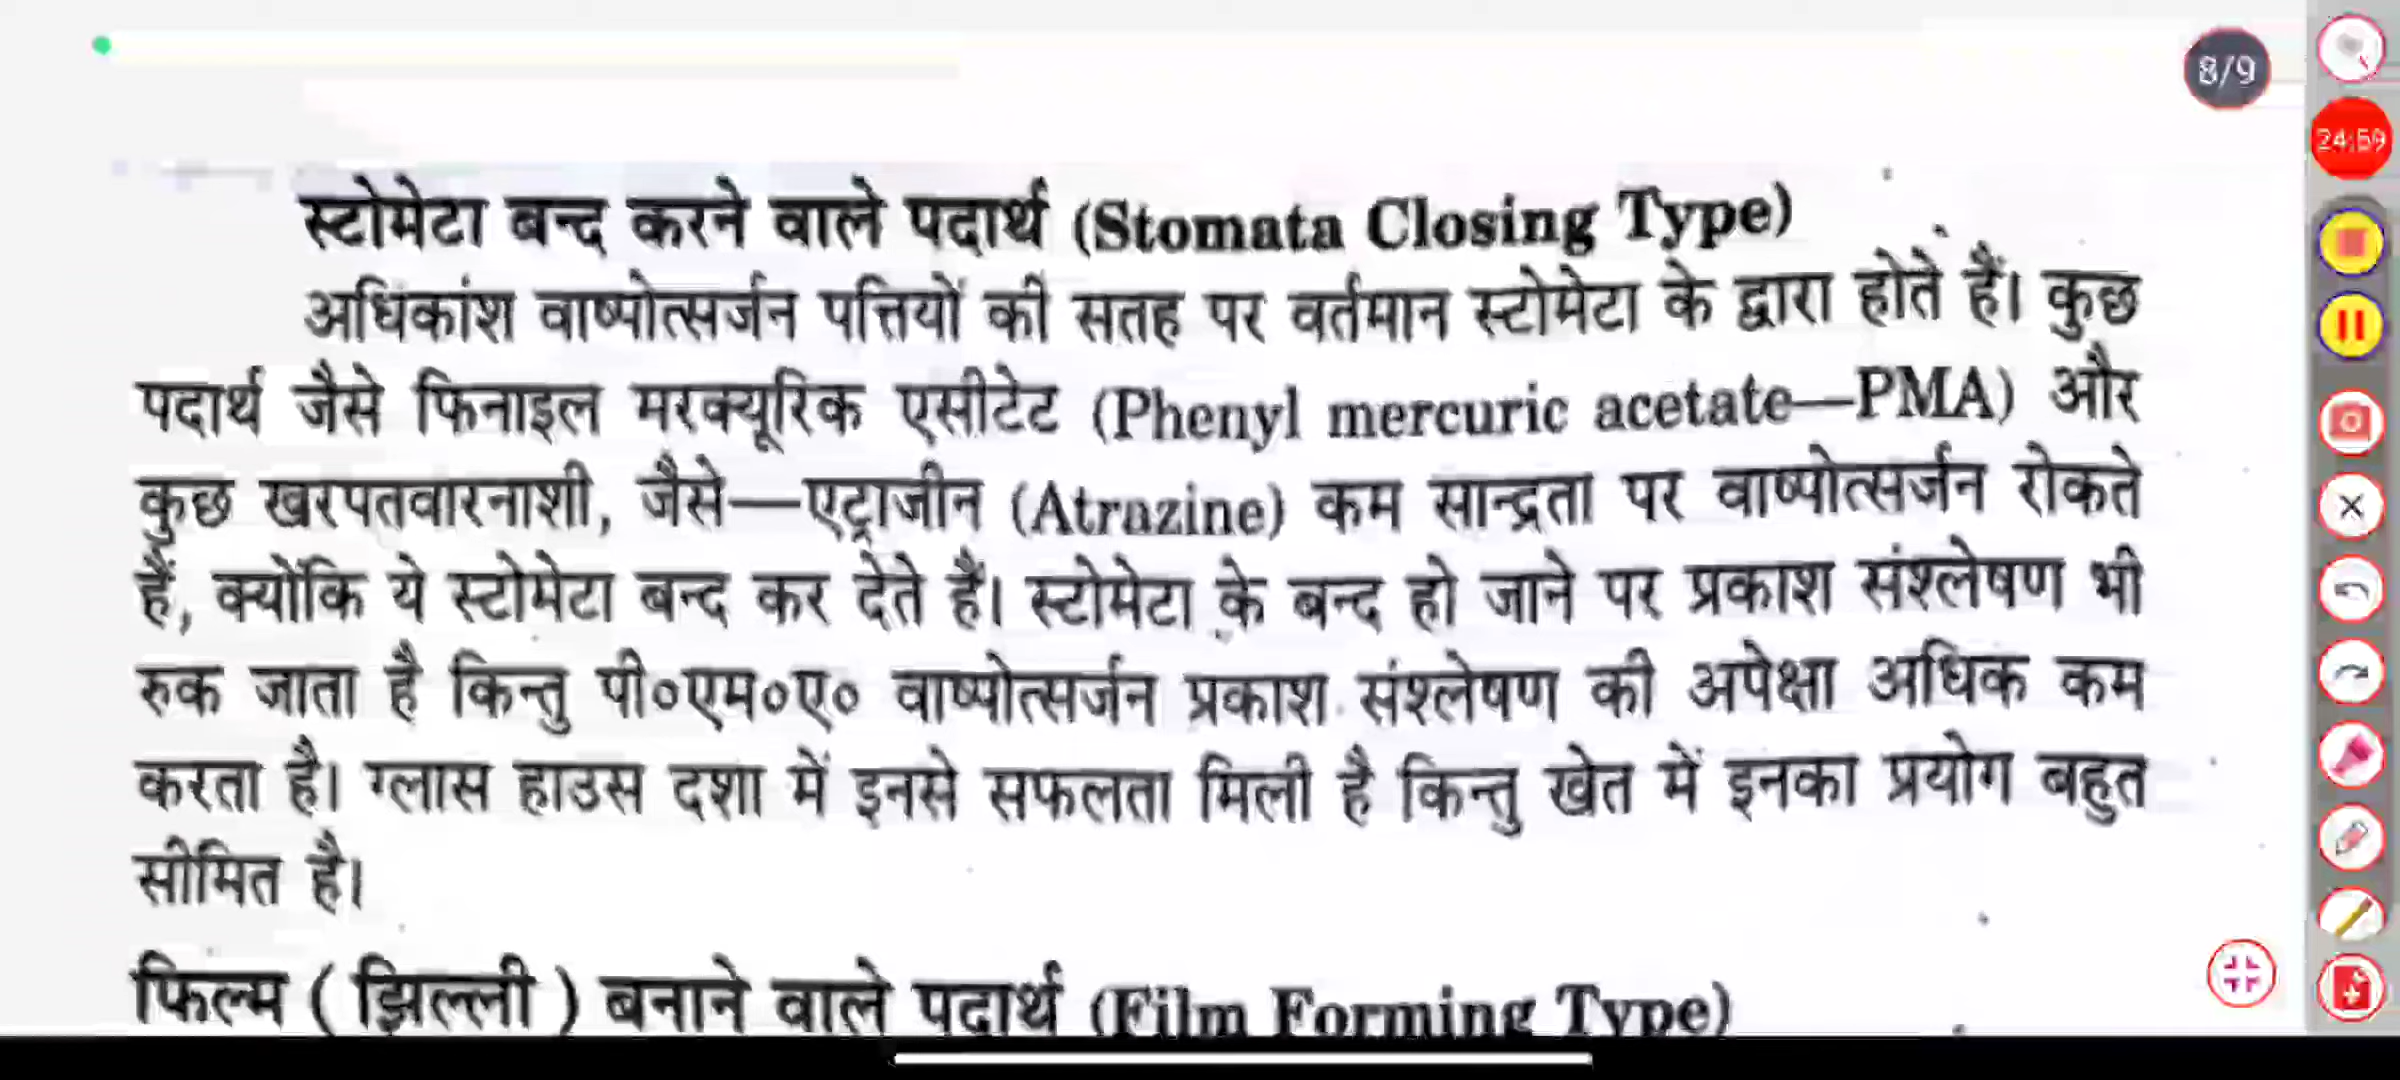 8/9
24:59
स्टोमेटा बन्द करने वाले पदार्थ (Stomata Closing Type)
अधिकांश वाष्पोत्सर्जन पत्तियों की सतह पर वर्तमान स्टोमेटा के द्वारा होते हैं। कुछ
पदार्थ जैसे फिनाइल मरक्यूरिक एसीटेट (Phenyl mercuric acetate—PMA) और
कुछ खरपतवारनाशी, जैसे—एट्राजीन (Atrazine) कम सान्द्रता पर वाष्पोत्सर्जन रोकते
हैं, क्योंकि ये स्टोमेटा बन्द कर देते हैं। स्टोमेटा के बन्द हो जाने पर प्रकाश संश्लेषण भी
रुक जाता है किन्तु पी०एम०ए० वाष्पोत्सर्जन प्रकाश संश्लेषण की अपेक्षा अधिक कम
करता है। ग्लास हाउस दशा में इनसे सफलता मिली है किन्तु खेत में इनका प्रयोग बहुत
सीमित है।
फिल्म ( झिल्ली ) बनाने वाले पदार्थ (Film Forming Type)